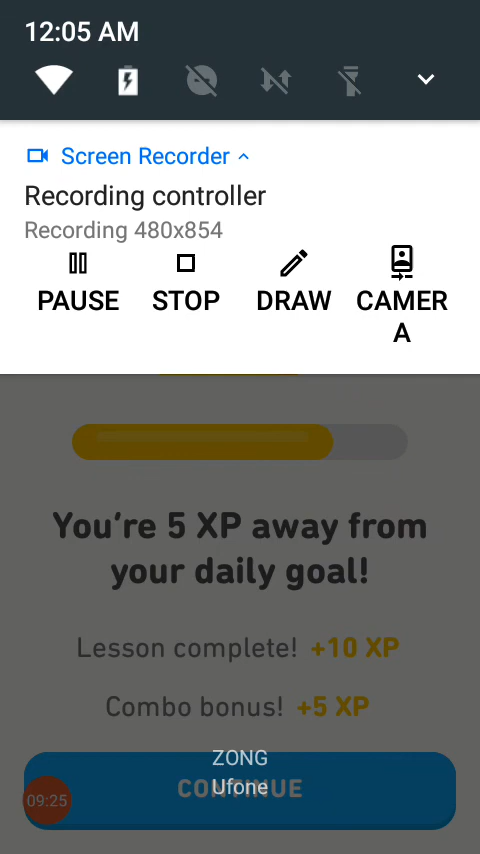 12:05 AM
Screen Recorder
Recording controller
Recording 480x854
PAUSE STOP DRAW CAMER
A
You're 5 XP away from
your daily goal!
Lesson complete! +10 XP
Combo bonus! +5 XP
ZONG
CONTINUE
Ufone
09:25